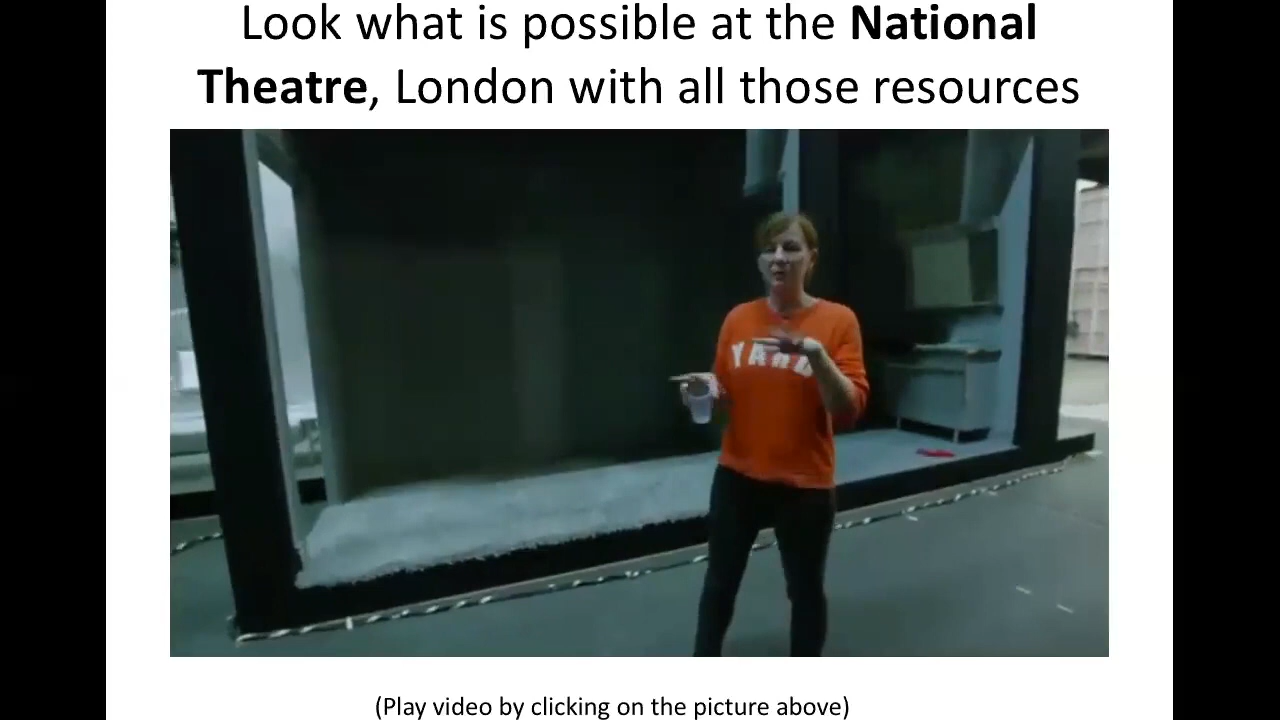 Look what is possible at the National
Theatre, London with all those resources
YARD
(Play video by clicking on the picture above)